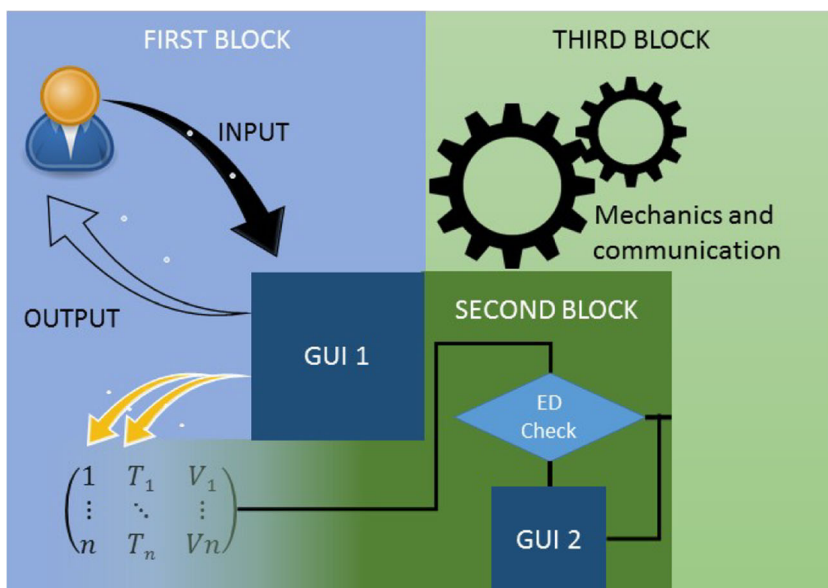 FIRST BLOCK
THIRD BLOCK
INPUT
Mechanics and
communication
OUTPUT
GUI 1
SECOND BLOCK
ED
Check
1 T₁ V₁
⋮ ⋱ ⋮
n Tₙ Vn
GUI 2